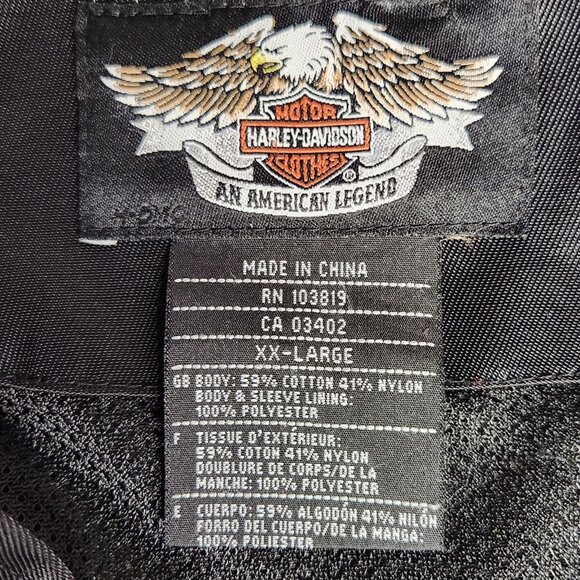 MOTOR
HARLEY-DAVIDSON
CLOTHES
®
AN AMERICAN LEGEND
MADE IN CHINA
RN 103819
CA 03402
XX-LARGE
GB BODY: 59% COTTON 41% NYLON
BODY & SLEEVE LINING:
100% POLYESTER
F TISSUE D'EXTÉRIEUR:
59% COTON 41% NYLON
DOUBLURE DE CORPS/DE LA
MANCHE: 100% POLYESTER
E CUERPO: 59% ALGODÓN 41% NILÓN
FORRO DEL CUERPO/DE LA MANGA:
100% POLIESTER